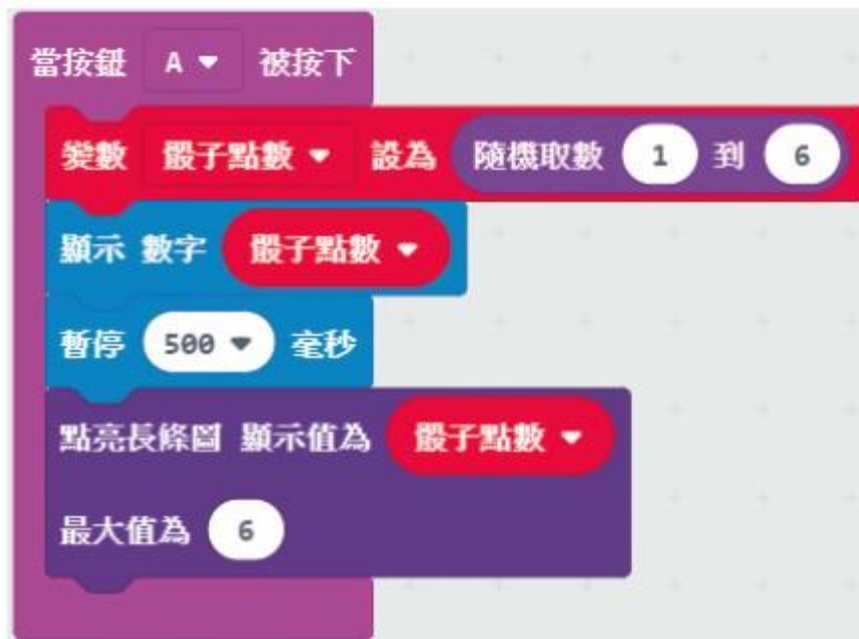 當按鈕 A 被按下
變數 骰子點數 設為 隨機取數 1 到 6
顯示 數字 骰子點數
暫停 500 毫秒
點亮長條圖 顯示值為 骰子點數
最大值為 6